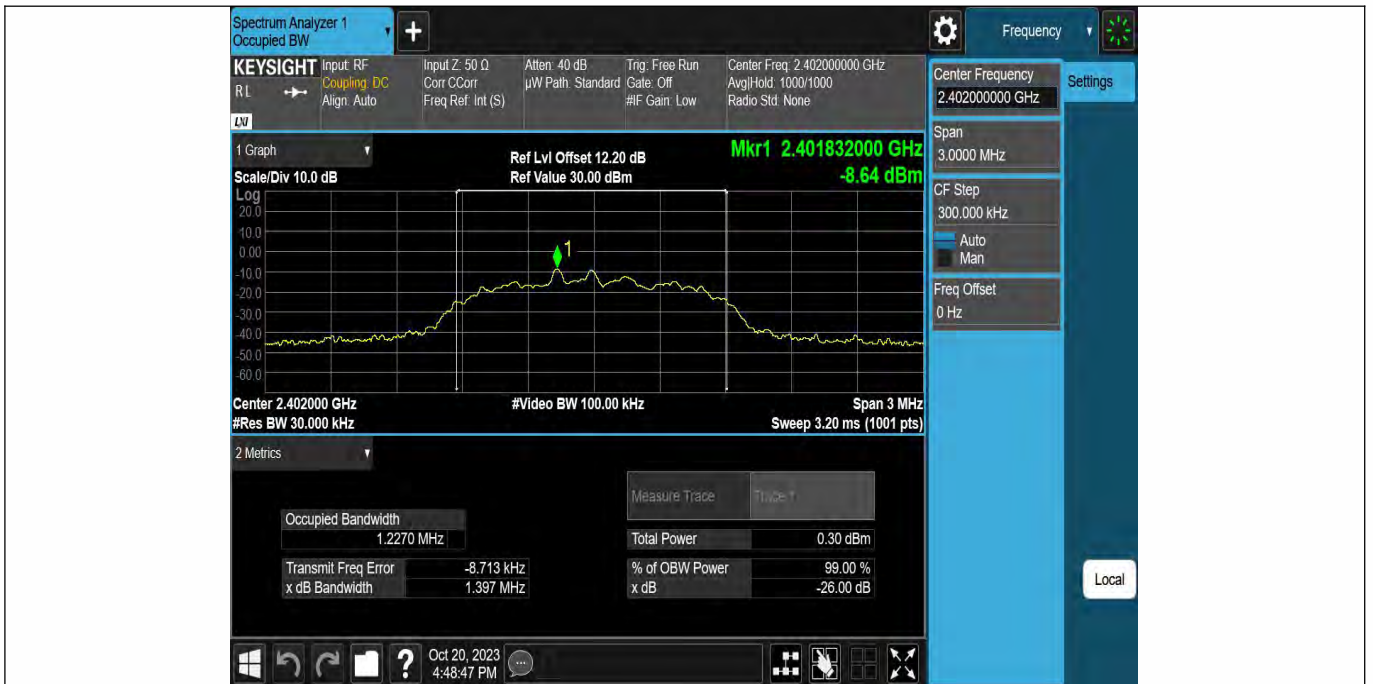 Spectrum Analyzer 1
Occupied BW
+
Frequency
KEYSIGHT
RL
LXI
Input: RF
Coupling: DC
Align: Auto
Input Z: 50 Ω
Corr CCorr
Freq Ref: Int (S)
Atten: 40 dB
µW Path: Standard
Trig: Free Run
Gate: Off
#IF Gain: Low
Center Freq: 2.402000000 GHz
Avg|Hold: 1000/1000
Radio Std: None
Center Frequency
2.402000000 GHz
Settings
Span
3.0000 MHz
CF Step
300.000 kHz
Auto
Man
Freq Offset
0 Hz
Local
1 Graph
Scale/Div 10.0 dB
Ref Lvl Offset 12.20 dB
Ref Value 30.00 dBm
Mkr1 2.401832000 GHz
-8.64 dBm
Log
20.0
10.0
0.00
-10.0
-20.0
-30.0
-40.0
-50.0
-60.0
1
Center 2.402000 GHz
#Video BW 100.00 kHz
Span 3 MHz
#Res BW 30.000 kHz
Sweep 3.20 ms (1001 pts)
2 Metrics
Measure Trace
Trace 1
Occupied Bandwidth
1.2270 MHz
Total Power 0.30 dBm
Transmit Freq Error -8.713 kHz
% of OBW Power 99.00 %
x dB Bandwidth 1.397 MHz
x dB -26.00 dB
?
Oct 20, 2023
4:48:47 PM